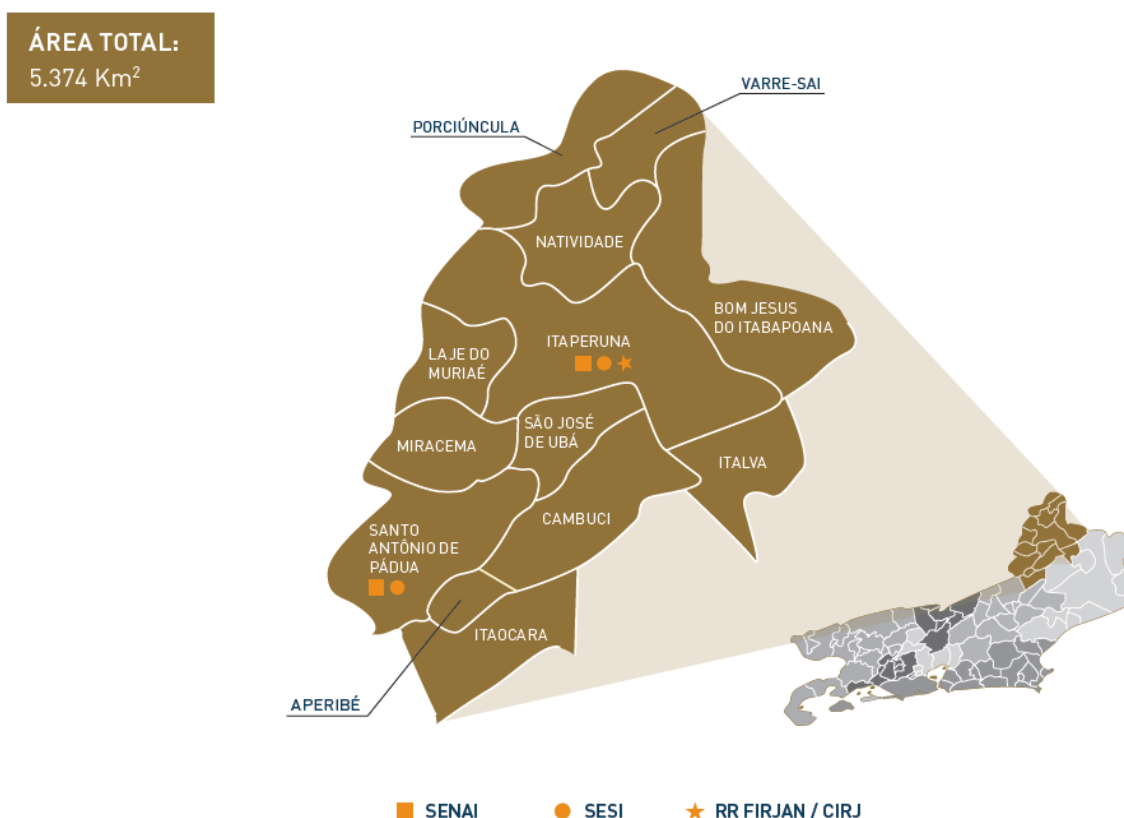 ÁREA TOTAL:
5.374 Km²
VARRE-SAI
PORCIÚNCULA
NATIVIDADE
BOM JESUS
DO ITABAPOANA
ITAPERUNA
LAJE DO
MURIAÉ
SÃO JOSÉ
DE UBÁ
MIRACEMA
ITALVA
CAMBUCI
SANTO
ANTÔNIO DE
PÁDUA
ITAOCARA
APERIBÉ
SENAI
SESI
RR FIRJAN / CIRJ